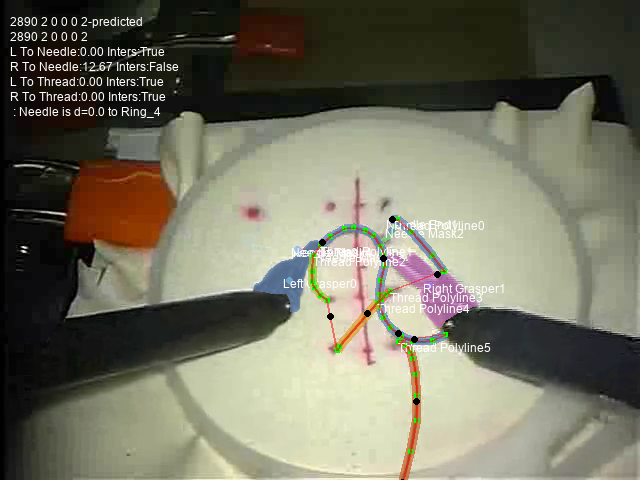 2890 2 0 0 0 2-predicted
2890 2 0 0 0 2
L To Needle:0.00 Inters:True
R To Needle:12.67 Inters:False
L To Thread:0.00 Inters:True
R To Thread:0.00 Inters:True
: Needle is d=0.0 to Ring_4
Thread Polyline0
Needle Mask2
Thread Polyline2
Left Grasper0
Right Grasper1
Thread Polyline3
Thread Polyline4
Thread Polyline5